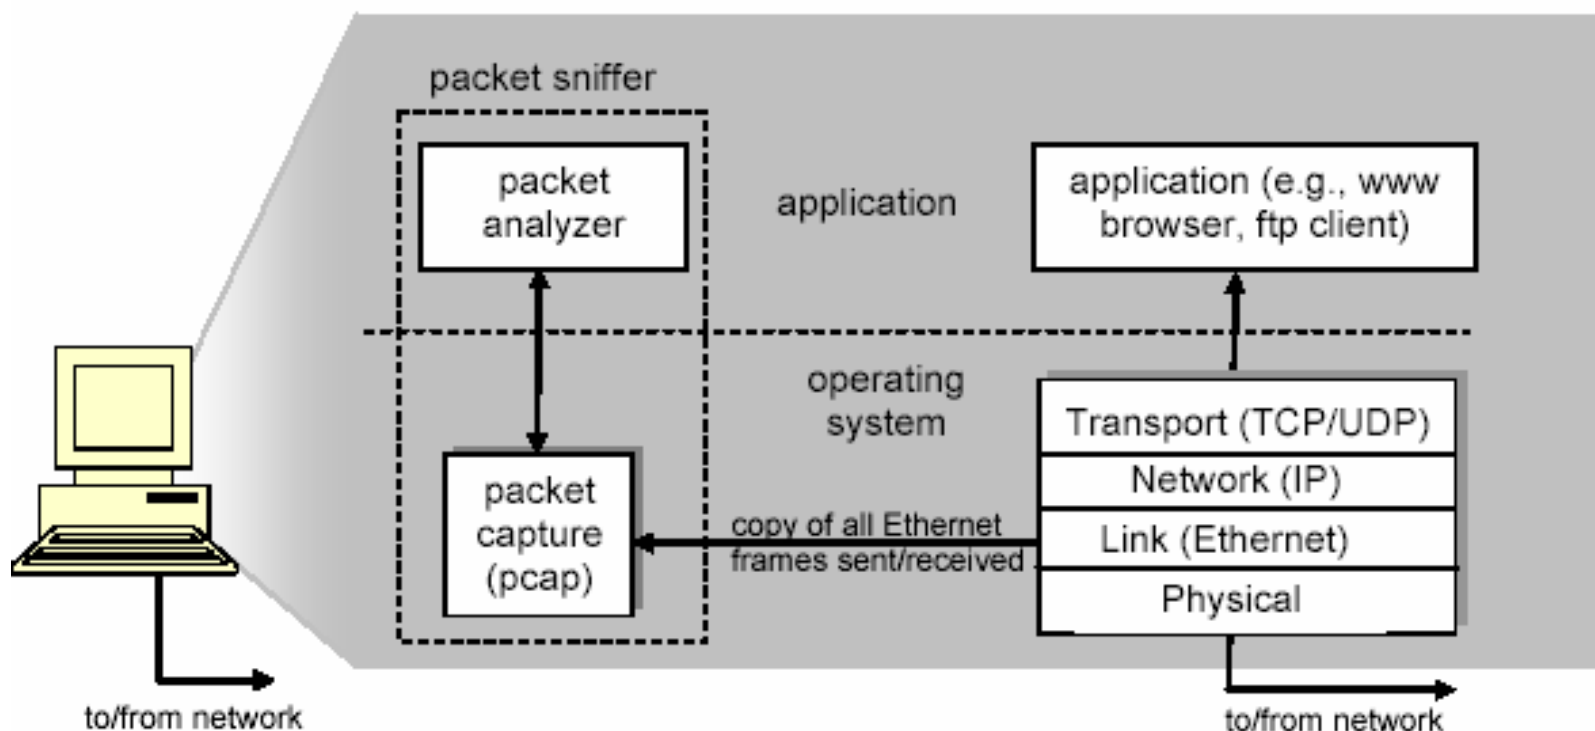 packet sniffer
packet
analyzer
application
application (e.g., www
browser, ftp client)
operating
system
packet
capture
(pcap)
copy of all Ethernet
frames sent/received
Transport (TCP/UDP)
Network (IP)
Link (Ethernet)
Physical
to/from network
to/from network